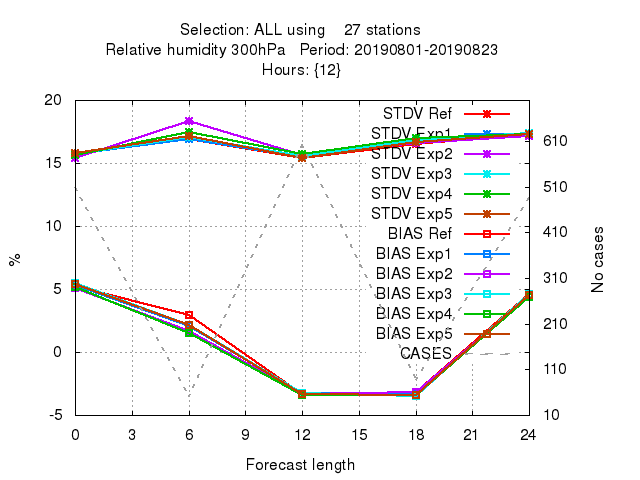 Selection: ALL using 27 stations
Relative humidity 300hPa Period: 20190801-20190823
Hours: {12}
20
15
10
5
0
-5
%
0 3 6 9 12 15 18 21 24
Forecast length
610
510
410
310
210
110
10
No cases
STDV Ref
STDV Exp1
STDV Exp2
STDV Exp3
STDV Exp4
STDV Exp5
BIAS Ref
BIAS Exp1
BIAS Exp2
BIAS Exp3
BIAS Exp4
BIAS Exp5
CASES